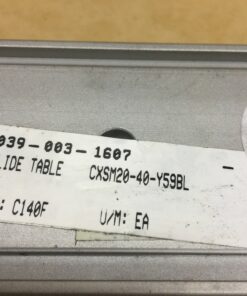 039-003-1607
LIDE TABLE CXSM20-40-Y59BL -
: C140F U/M: EA